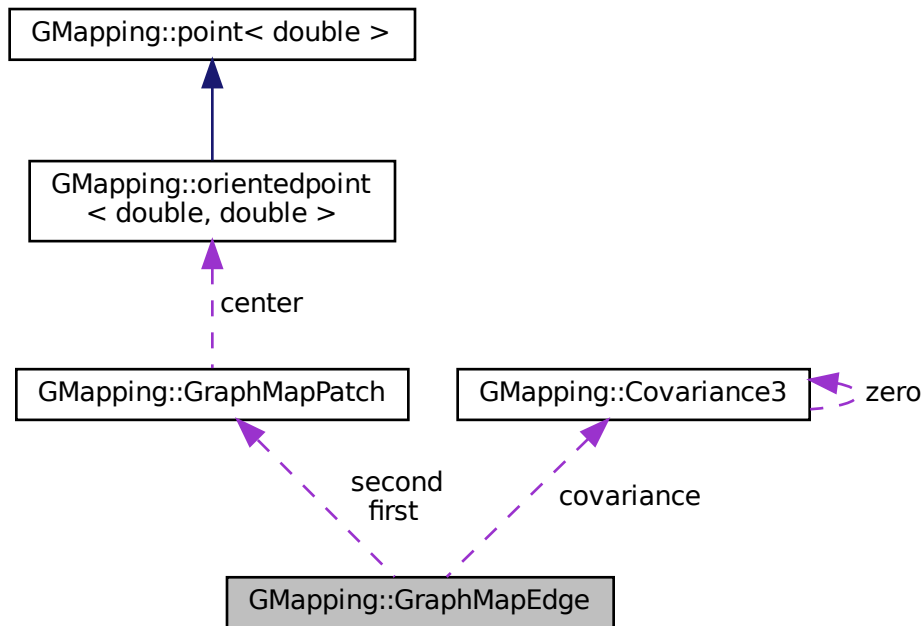 GMapping::point< double >
GMapping::orientedpoint
< double, double >
center
GMapping::GraphMapPatch
GMapping::Covariance3
zero
second
first
covariance
GMapping::GraphMapEdge